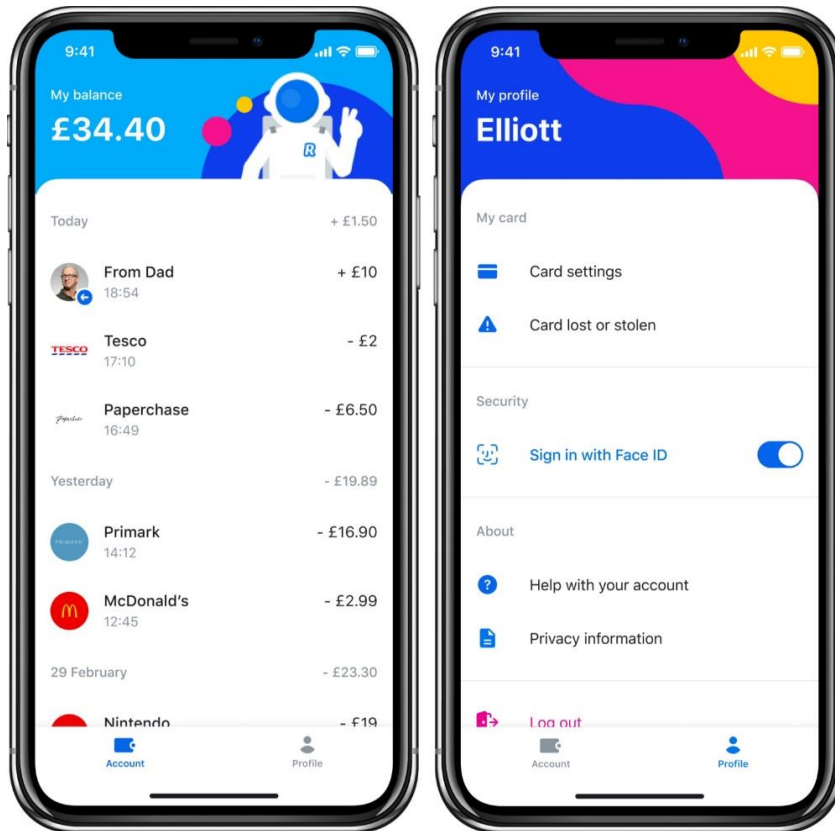 9:41
My balance
£34.40
R
Today + £1.50
From Dad + £10
18:54
TESCO
Tesco - £2
17:10
Paperchase
Paperchase - £6.50
16:49
Yesterday - £19.89
PRIMARK
Primark - £16.90
14:12
McDonald's - £2.99
12:45
29 February - £23.30
Nintendo - £19
Account Profile
9:41
My profile
Elliott
My card
Card settings
Card lost or stolen
Security
Sign in with Face ID
About
Help with your account
Privacy information
Log out
Account Profile